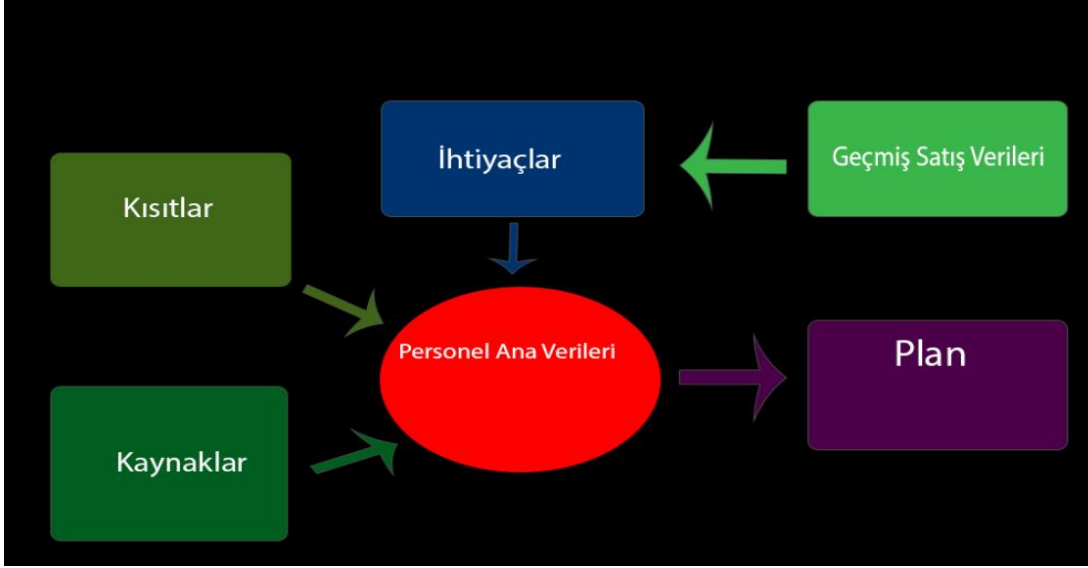 İhtiyaçlar
Geçmiş Satış Verileri
Kısıtlar
Personel Ana Verileri
Plan
Kaynaklar